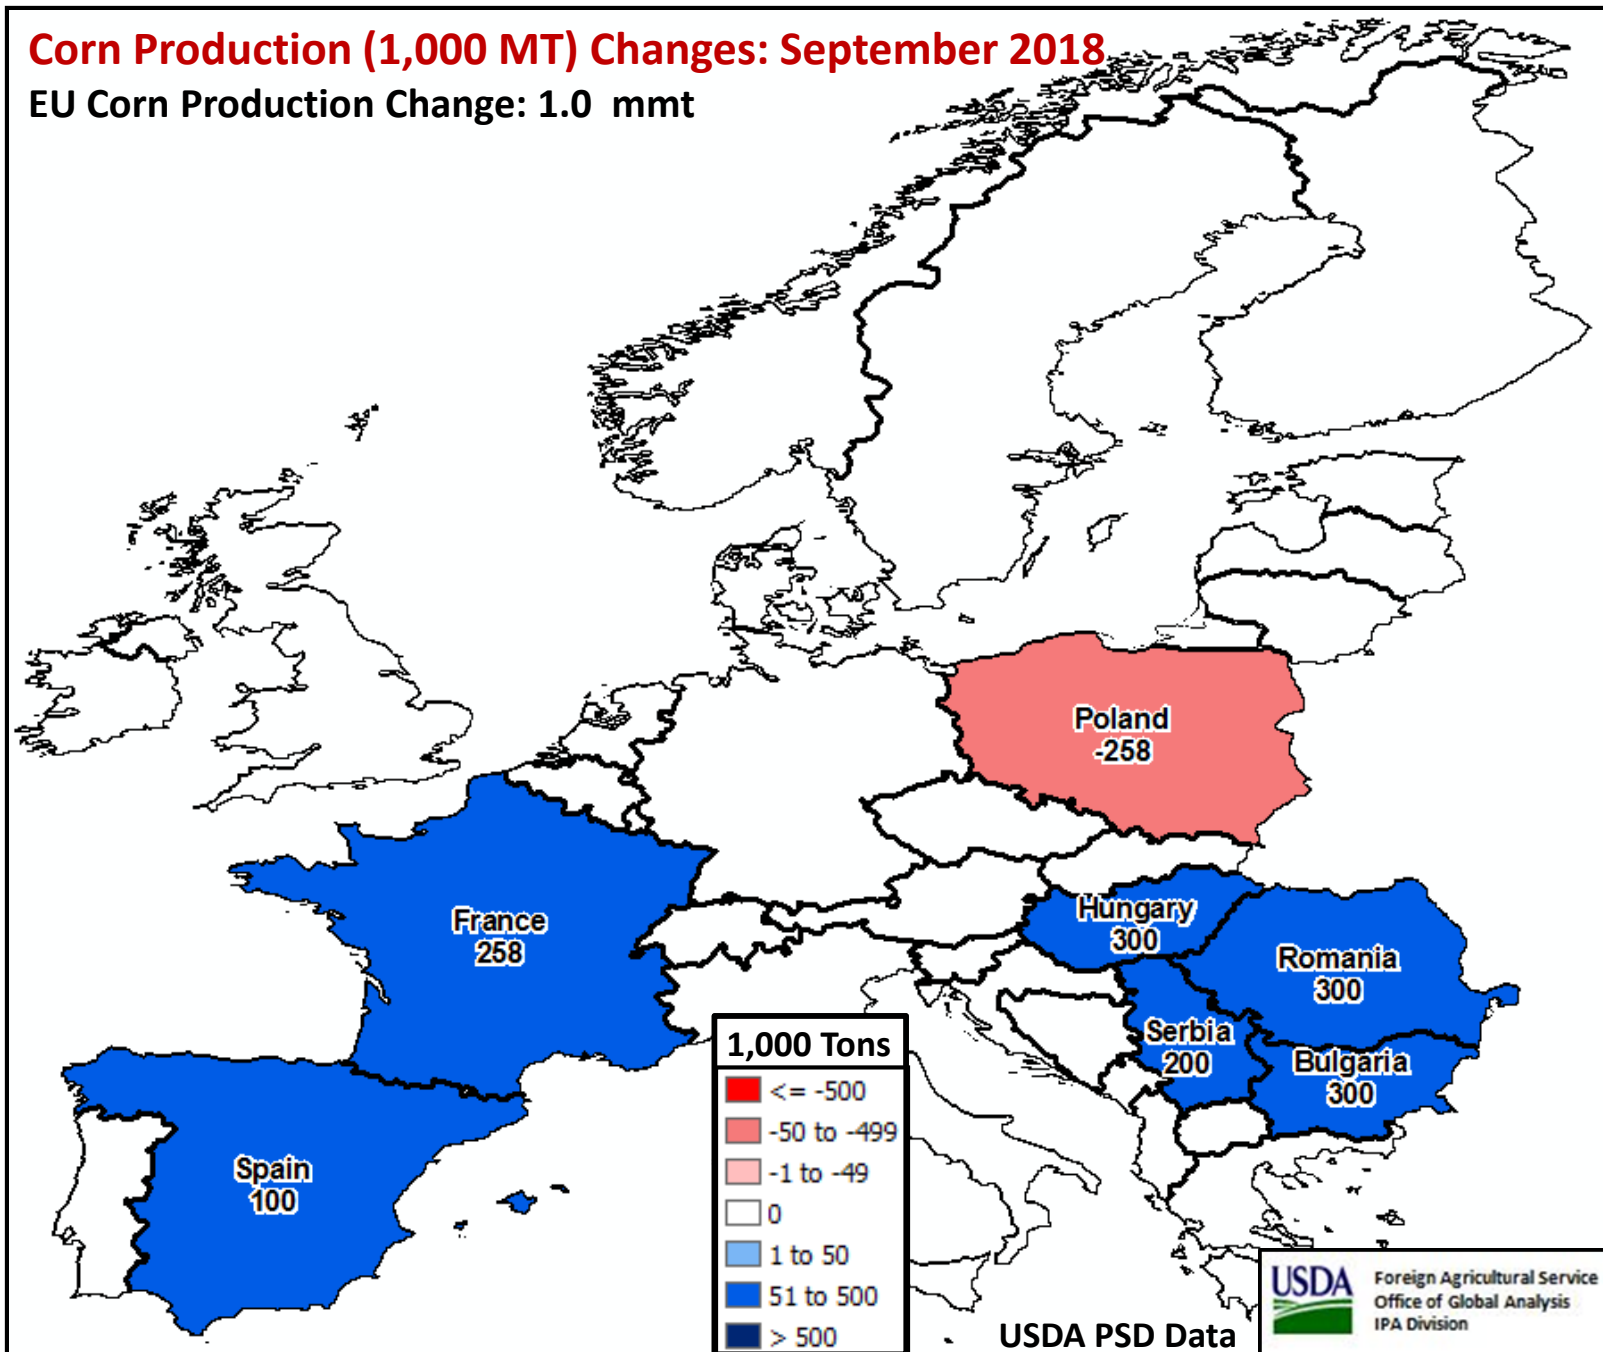 Corn Production (1,000 MT) Changes: September 2018
EU Corn Production Change: 1.0  mmt
Poland
-258
France
258
Hungary
300
Romania
300
Serbia
200
Bulgaria
300
Spain
100
1,000 Tons
<= -500
-50 to -499
-1 to -49
0
1 to 50
51 to 500
> 500
USDA PSD Data
USDA
Foreign Agricultural Service
Office of Global Analysis
IPA Division